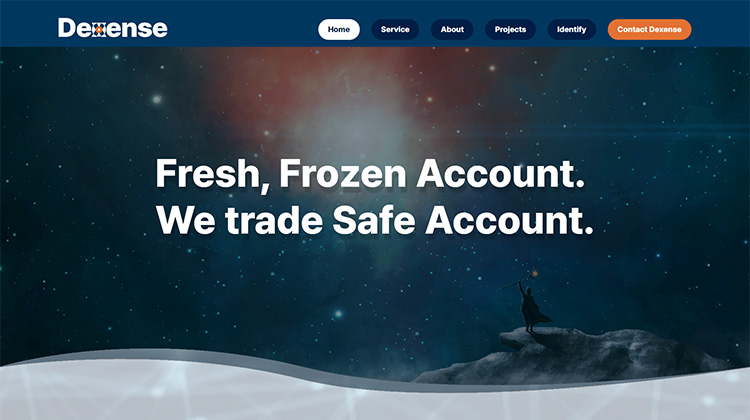 Dexense
Home
Service
About
Projects
Identify
Contact Dexense
Fresh, Frozen Account.
We trade Safe Account.